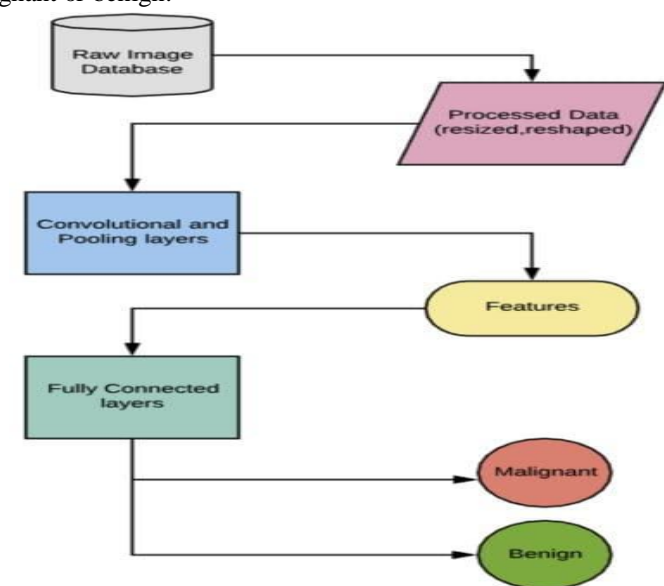 Raw Image
Database
Processed Data
(resized,reshaped)
Convolutional and
Pooling layers
Features
Fully Connected
layers
Malignant
Benign